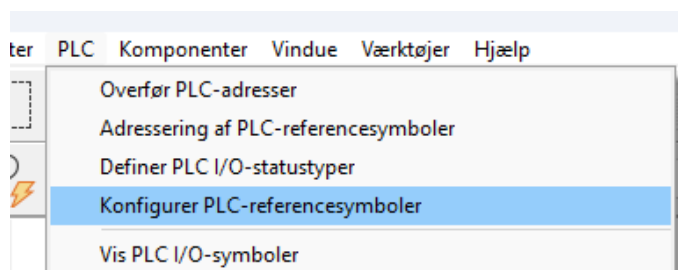 ter PLC Komponenter Vindue Værktøjer Hjælp
Overfør PLC-adresser
Adressering af PLC-referencesymboler
Definer PLC I/O-statustyper
Konfigurer PLC-referencesymboler
Vis PLC I/O-symboler